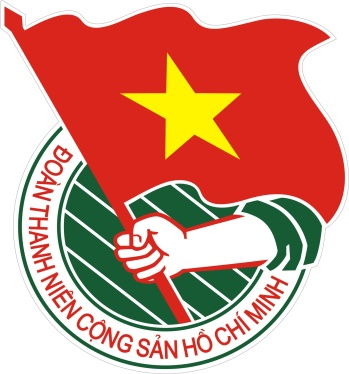 ĐOÀN THANH NIÊN CỘNG SẢN HỒ CHÍ MINH